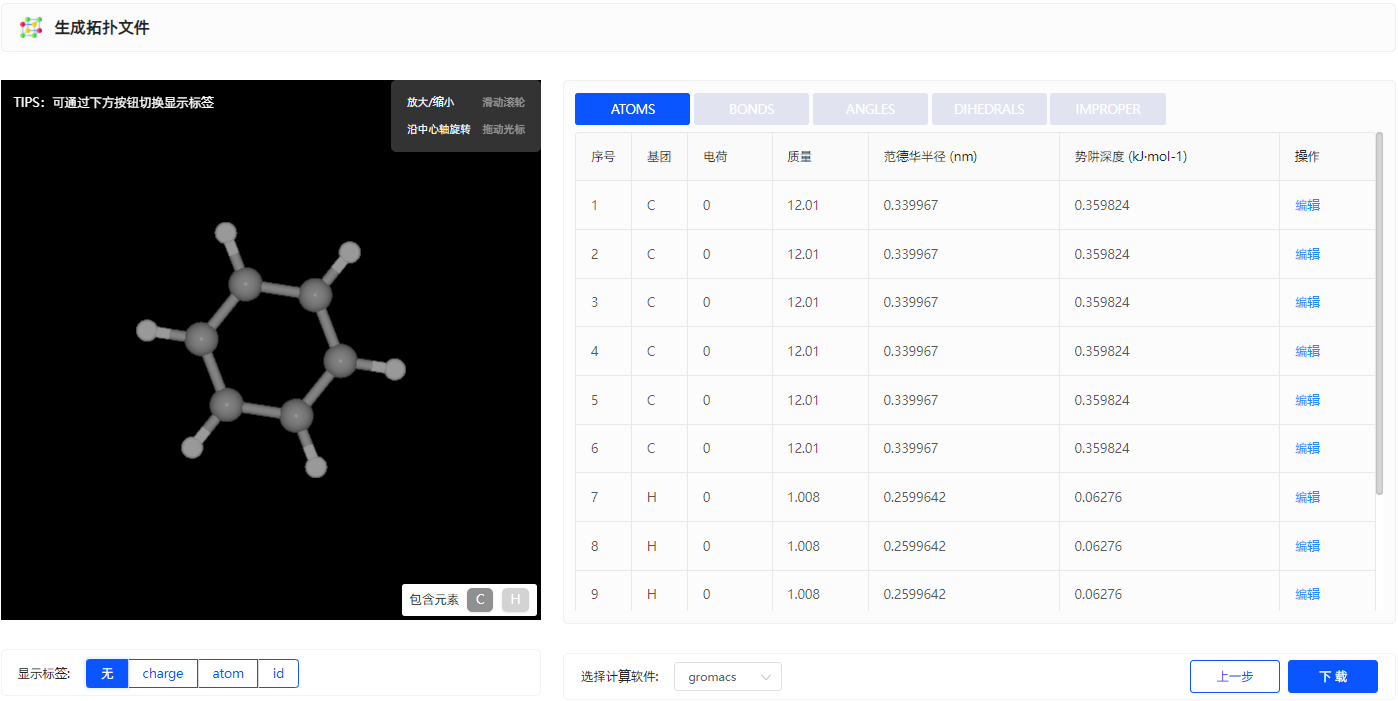 生成拓扑文件
TIPS：可通过下方按钮切换显示标签
放大/缩小 滑动滚轮
沿中心轴旋转 拖动光标
包含元素 C H
显示标签: 无 charge atom id
ATOMS BONDS ANGLES DIHEDRALS IMPROPER
序号 基团 电荷 质量 范德华半径 (nm) 势阱深度 (kJ·mol-1) 操作
1 C 0 12.01 0.339967 0.359824 编辑
2 C 0 12.01 0.339967 0.359824 编辑
3 C 0 12.01 0.339967 0.359824 编辑
4 C 0 12.01 0.339967 0.359824 编辑
5 C 0 12.01 0.339967 0.359824 编辑
6 C 0 12.01 0.339967 0.359824 编辑
7 H 0 1.008 0.2599642 0.06276 编辑
8 H 0 1.008 0.2599642 0.06276 编辑
9 H 0 1.008 0.2599642 0.06276 编辑
选择计算软件: gromacs 上一步 下 载